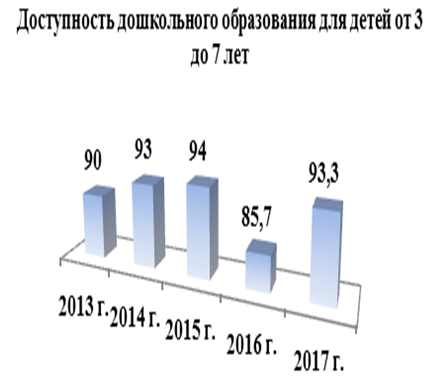 Доступность дошкольного образования для детей от 3
до 7 лет
90
93
94
85,7
93,3
2013 г.
2014 г.
2015 г.
2016 г.
2017 г.